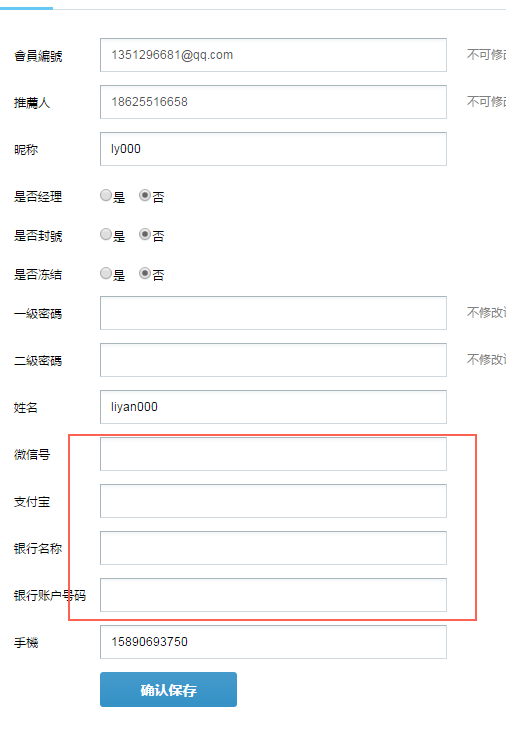 會員編號 1351296681@qq.com 不可修
推薦人 18625516658 不可修
昵称 ly000
是否经理 是 否
是否封號 是 否
是否冻结 是 否
一級密碼 不修改
二級密碼 不修改
姓名 liyan000
微信号
支付宝
银行名称
银行账户号码
手機 15890693750
确认保存